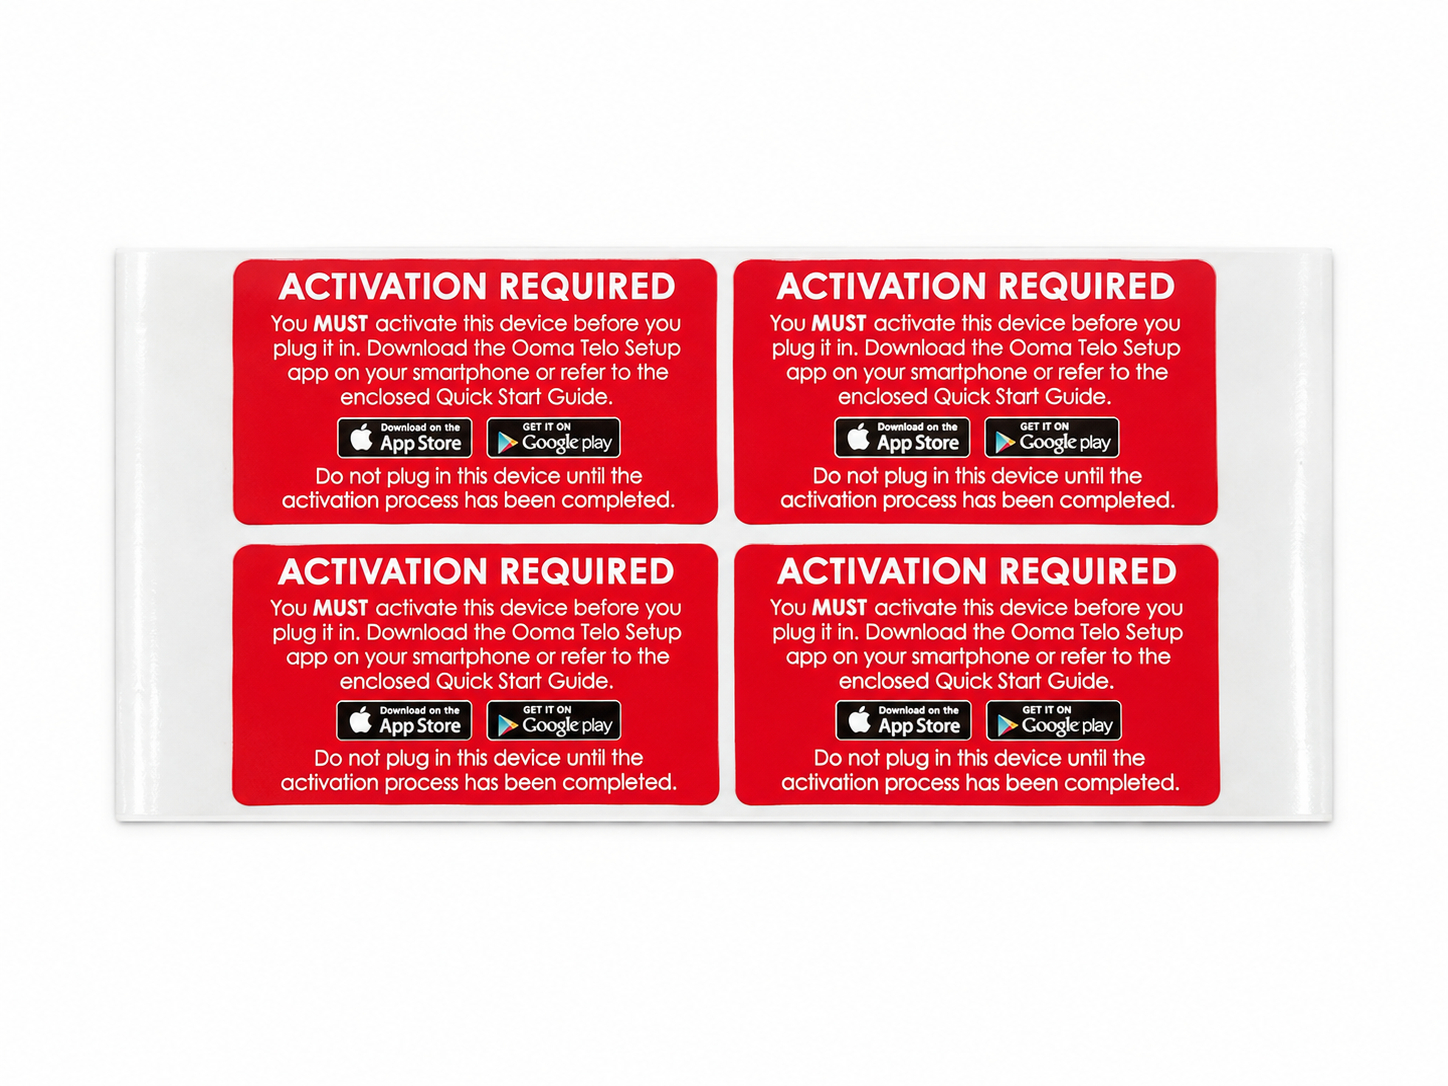 ACTIVATION REQUIRED
You MUST activate this device before you
plug it in. Download the Ooma Telo Setup
app on your smartphone or refer to the
enclosed Quick Start Guide.
Download on the
App Store
GET IT ON
Google play
Do not plug in this device until the
activation process has been completed.
ACTIVATION REQUIRED
You MUST activate this device before you
plug it in. Download the Ooma Telo Setup
app on your smartphone or refer to the
enclosed Quick Start Guide.
Download on the
App Store
GET IT ON
Google play
Do not plug in this device until the
activation process has been completed.
ACTIVATION REQUIRED
You MUST activate this device before you
plug it in. Download the Ooma Telo Setup
app on your smartphone or refer to the
enclosed Quick Start Guide.
Download on the
App Store
GET IT ON
Google play
Do not plug in this device until the
activation process has been completed.
ACTIVATION REQUIRED
You MUST activate this device before you
plug it in. Download the Ooma Telo Setup
app on your smartphone or refer to the
enclosed Quick Start Guide.
Download on the
App Store
GET IT ON
Google play
Do not plug in this device until the
activation process has been completed.